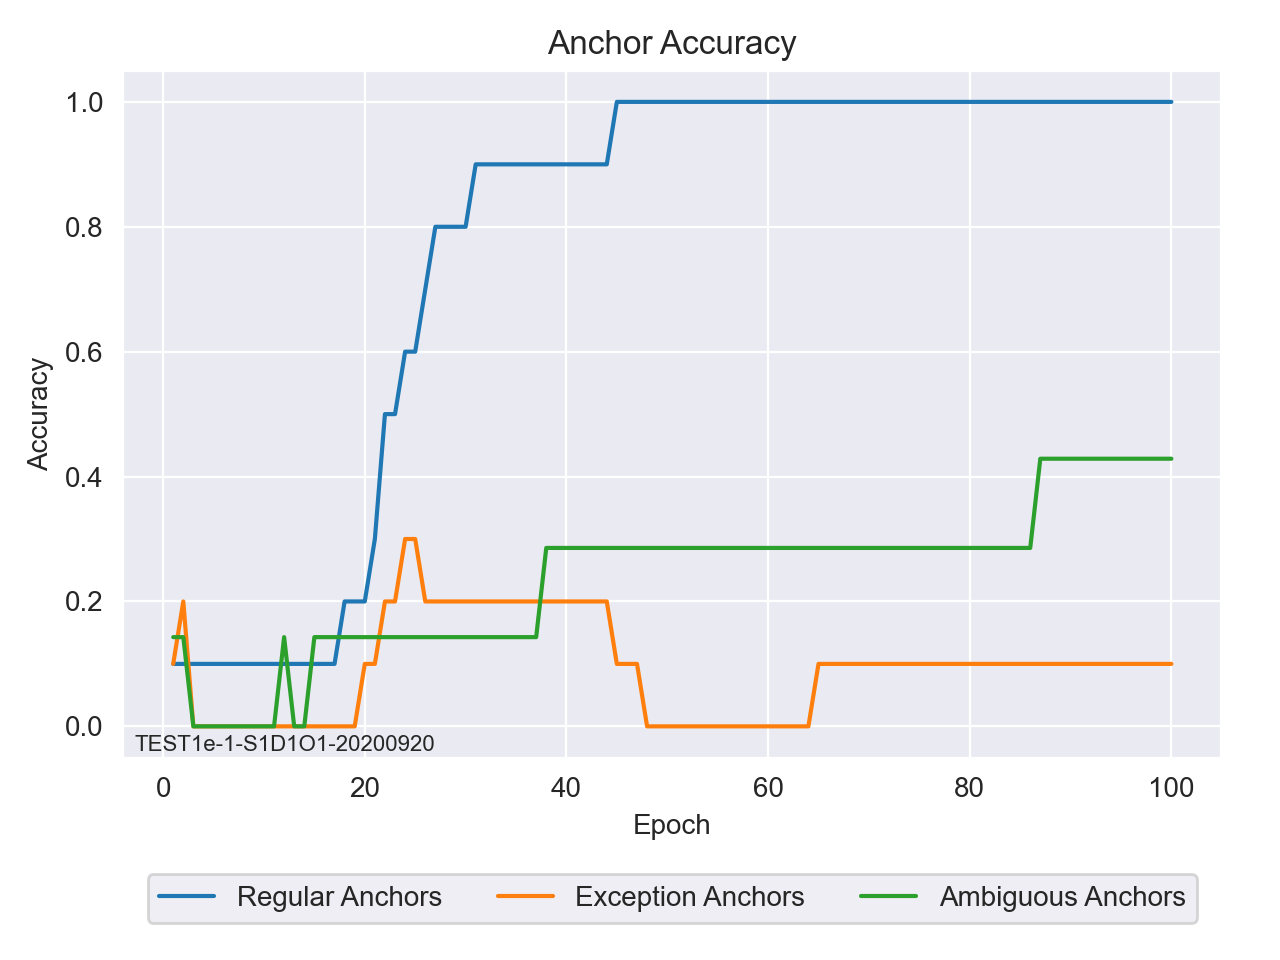 Anchor Accuracy
1.0
0.8
0.6
0.4
0.2
0.0
Accuracy
TEST1e-1-S1D1O1-20200920
0 20 40 60 80 100
Epoch
Regular Anchors Exception Anchors Ambiguous Anchors